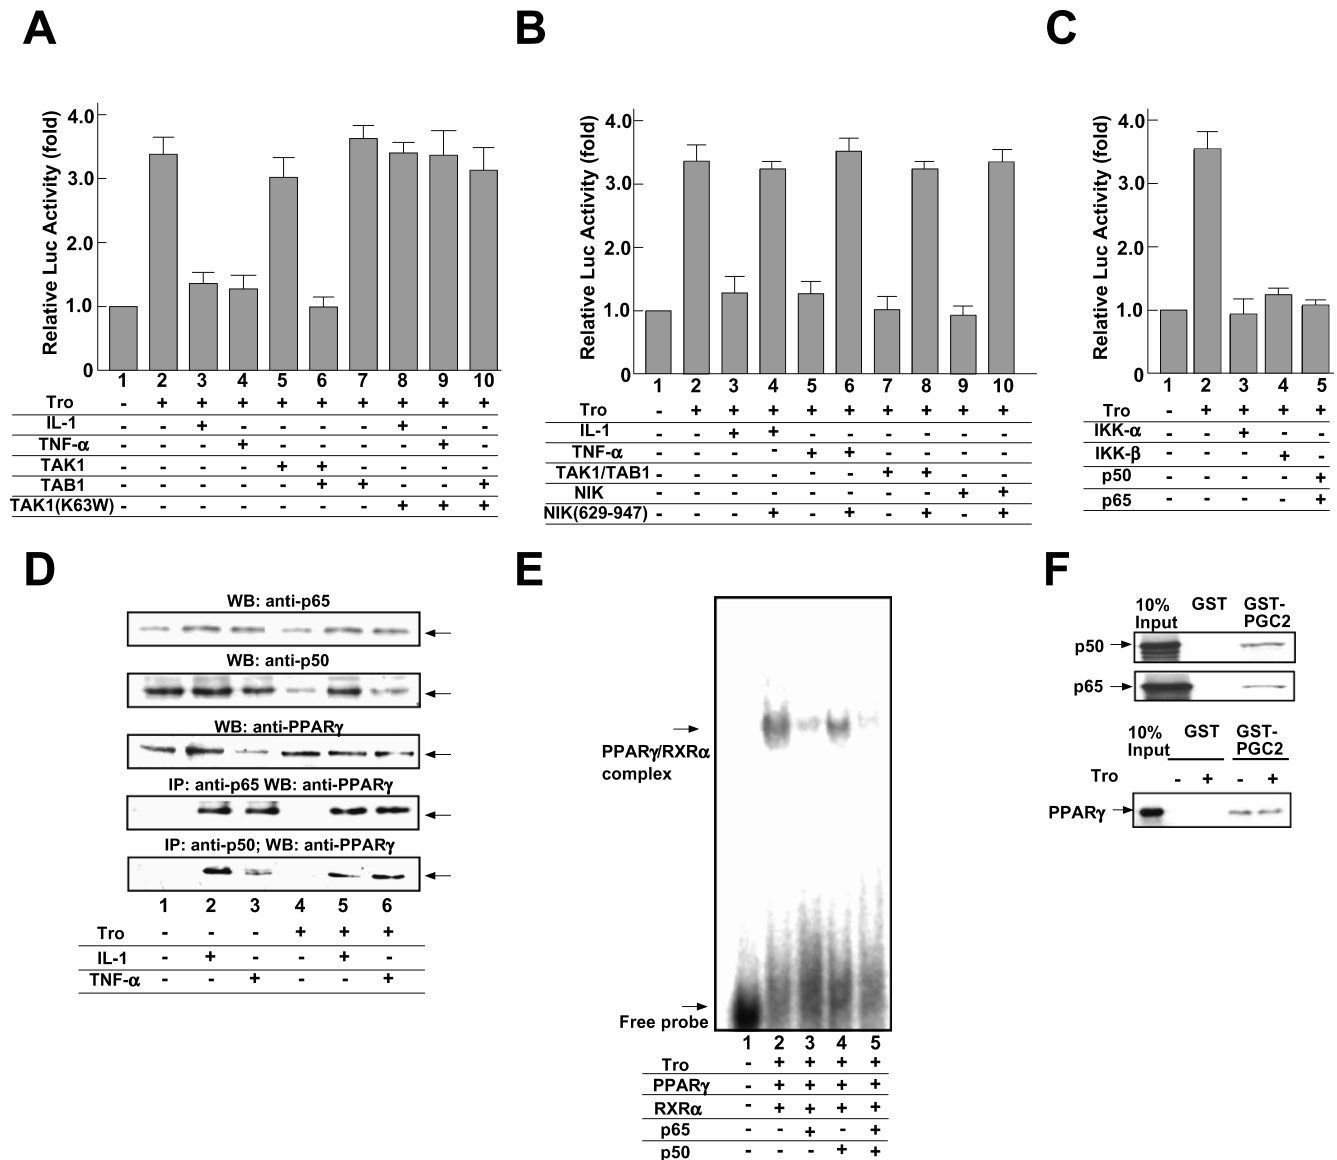 A
Relative Luc Activity (fold)
4.0
3.0
2.0
1.0
0
1 2 3 4 5 6 7 8 9 10
Tro - + + + + + + + + +
IL-1 - - + - - - - + - -
TNF-α - - - + - - - - + -
TAK1 - - - - + + - - - -
TAB1 - - - - - + + - - +
TAK1(K63W) - - - - - - - + + +
B
Relative Luc Activity (fold)
4.0
3.0
2.0
1.0
0
1 2 3 4 5 6 7 8 9 10
Tro - + + + + + + + + +
IL-1 - - + + - - - - - -
TNF-α - - - - + + - - - -
TAK1/TAB1 - - - - - - + + - -
NIK - - - - - - - - + +
NIK(629-947) - - - + - + - + - +
C
Relative Luc Activity (fold)
4.0
3.0
2.0
1.0
0
1 2 3 4 5
Tro - + + + +
IKK-α - - + - -
IKK-β - - - + -
p50 - - - - +
p65 - - - - +
D
WB: anti-p65
WB: anti-p50
WB: anti-PPARγ
IP: anti-p65 WB: anti-PPARγ
IP: anti-p50; WB: anti-PPARγ
1 2 3 4 5 6
Tro - - - + + +
IL-1 - + - - + -
TNF-α - - + - - +
E
PPARγ/RXRα
complex
Free probe
1 2 3 4 5
Tro - + + + +
PPARγ - + + + +
RXRα - + + + +
p65 - - + - +
p50 - - - + +
F
10%
Input
GST
GST-
PGC2
p50
p65
10%
Input
GST
GST-
PGC2
Tro - + - +
PPARγ